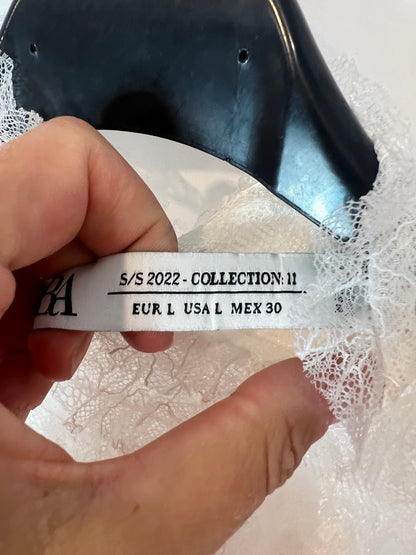 S/S 2022 - COLLECTION: 11
EUR L USA L MEX 30